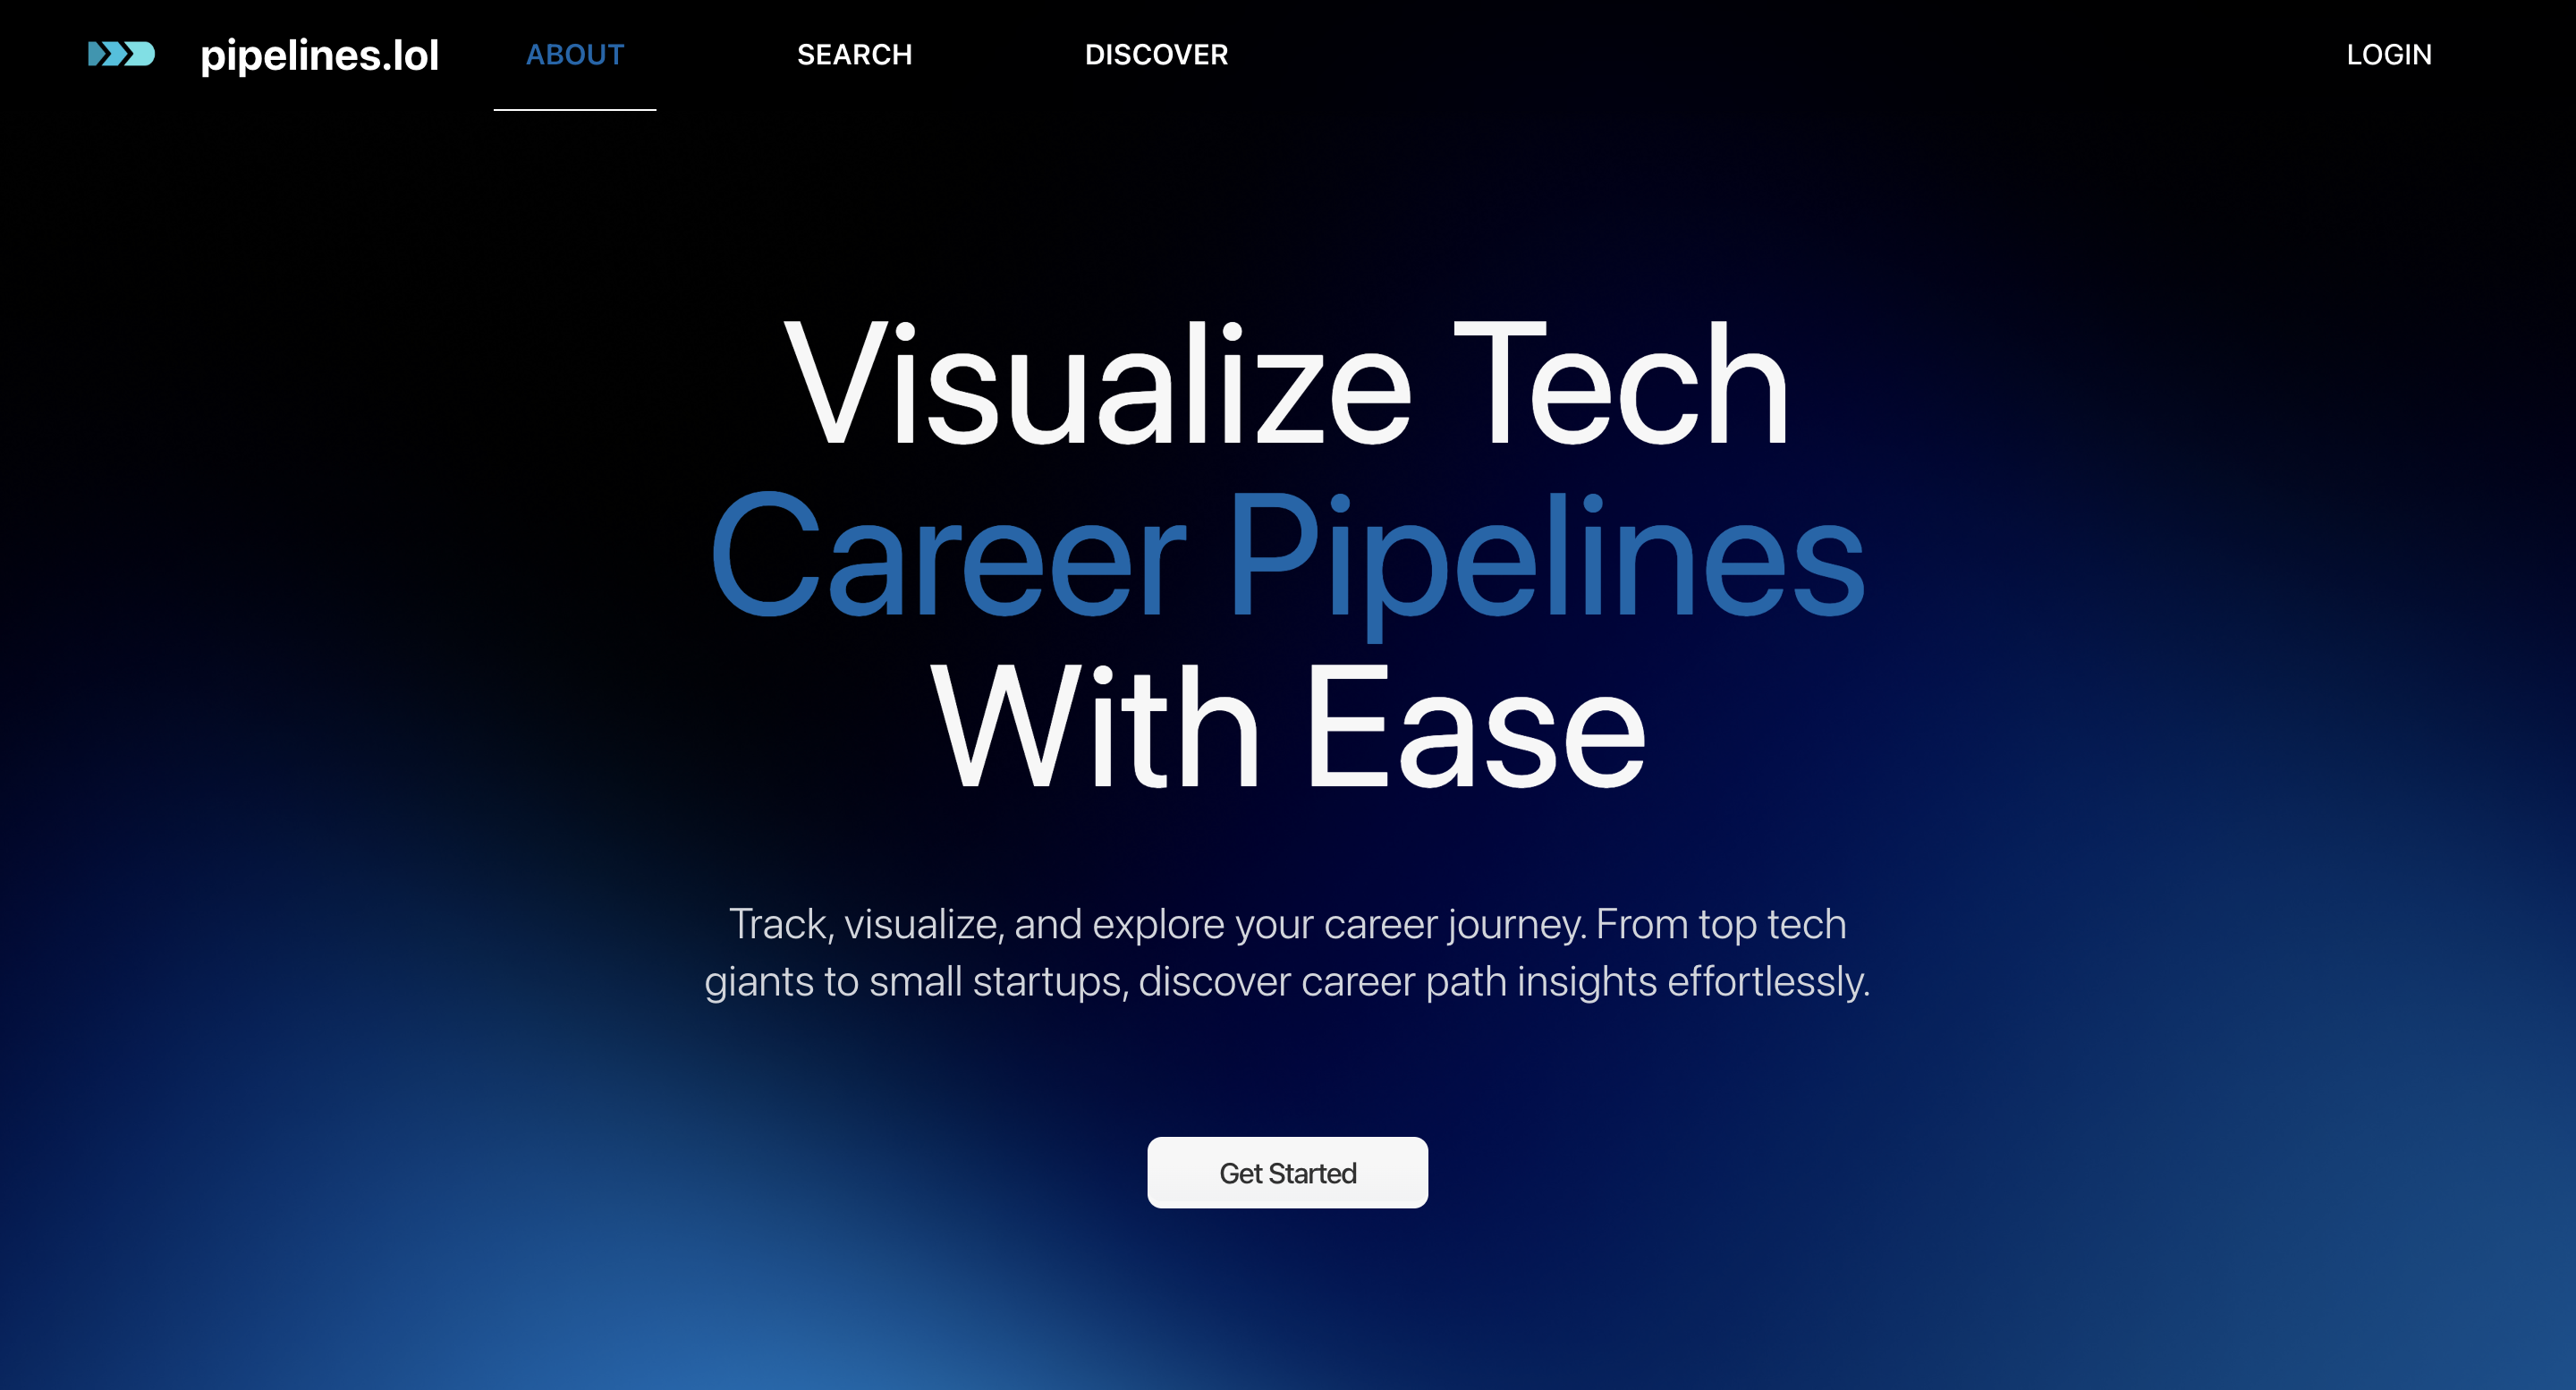 pipelines.lol
ABOUT
SEARCH
DISCOVER
LOGIN
Visualize Tech
Career Pipelines
With Ease
Track, visualize, and explore your career journey. From top tech
giants to small startups, discover career path insights effortlessly.
Get Started